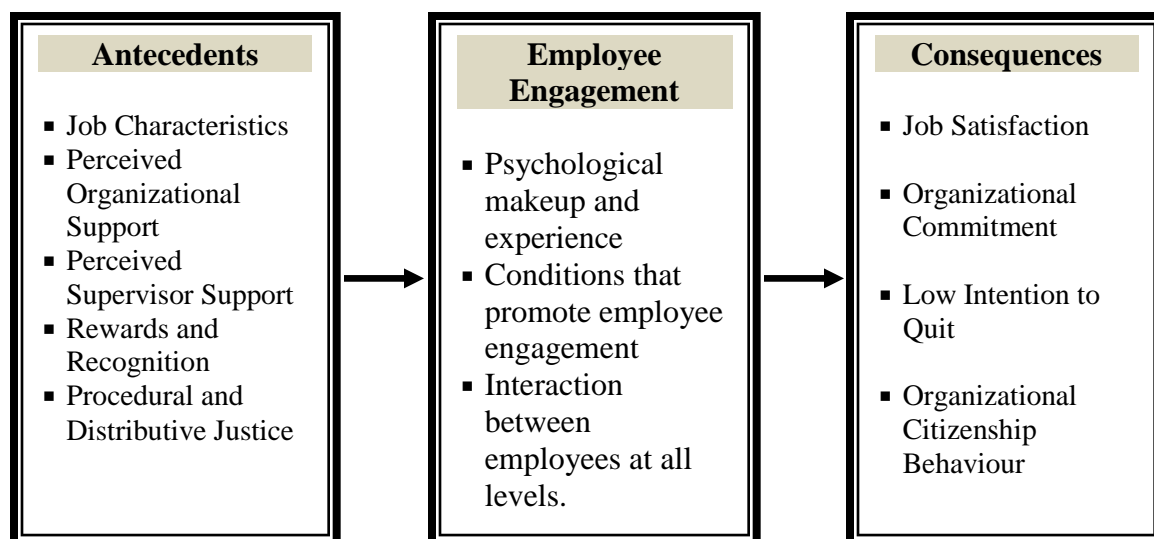 Antecedents
▪ Job Characteristics
▪ Perceived
Organizational
Support
▪ Perceived
Supervisor Support
▪ Rewards and
Recognition
▪ Procedural and
Distributive Justice
Employee
Engagement
▪ Psychological
makeup and
experience
▪ Conditions that
promote employee
engagement
▪ Interaction
between
employees at all
levels.
Consequences
▪ Job Satisfaction
▪ Organizational
Commitment
▪ Low Intention to
Quit
▪ Organizational
Citizenship
Behaviour